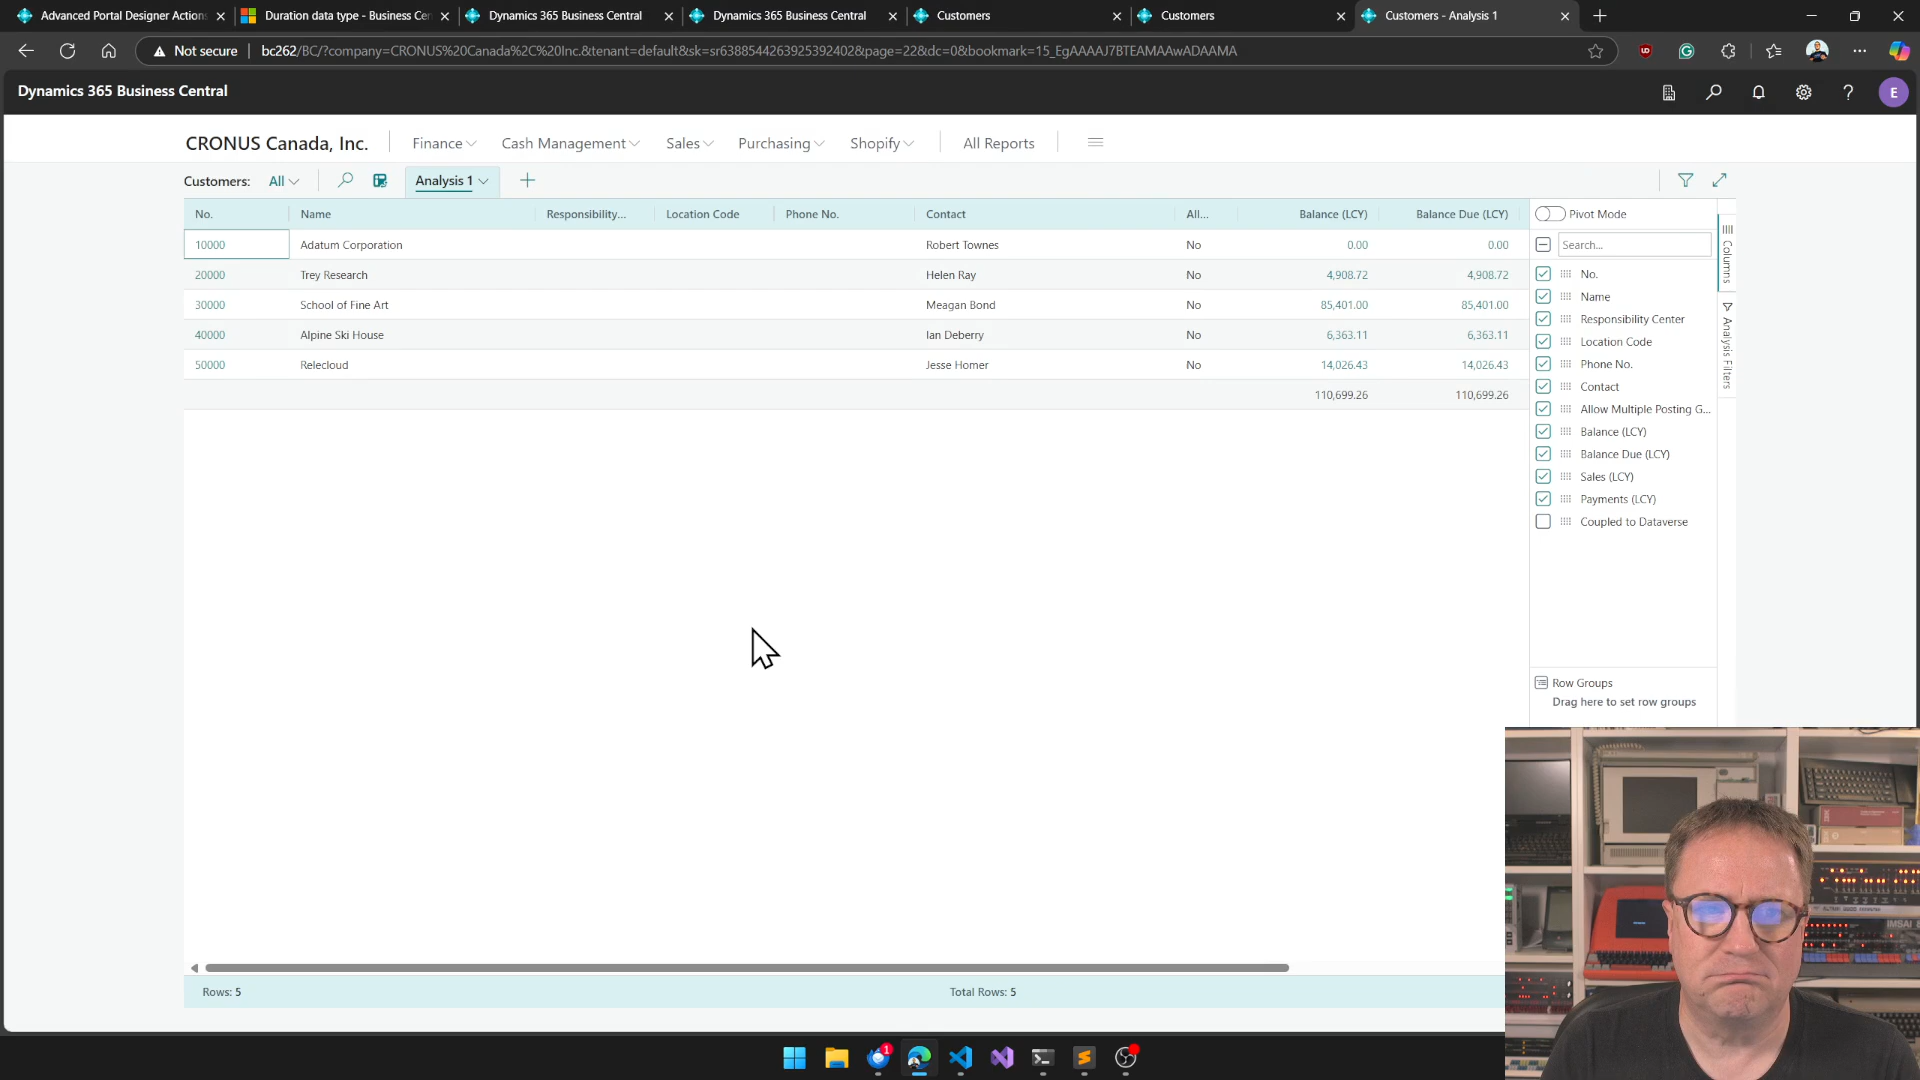 Advanced Portal Designer Actions
Duration data type - Business Cen
Dynamics 365 Business Central
Dynamics 365 Business Central
Customers
Customers
Customers - Analysis 1
Not secure
bc262/BC/?company=CRONUS%20Canada%2C%20Inc.&tenant=default&sk=sr6388544263925392402&page=22&dc=0&bookmark=15_EgAAAAJ7BTEAMAAwADAAMA
Dynamics 365 Business Central
E
CRONUS Canada, Inc.
Finance
Cash Management
Sales
Purchasing
Shopify
All Reports
Customers:
All
Analysis 1
No. Name Responsibility... Location Code Phone No. Contact All... Balance (LCY) Balance Due (LCY)
10000 Adatum Corporation Robert Townes No 0.00 0.00
20000 Trey Research Helen Ray No 4,908.72 4,908.72
30000 School of Fine Art Meagan Bond No 85,401.00 85,401.00
40000 Alpine Ski House Ian Deberry No 6,363.11 6,363.11
50000 Relecloud Jesse Homer No 14,026.43 14,026.43
110,699.26 110,699.26
Pivot Mode
Search...
No.
Name
Responsibility Center
Location Code
Phone No.
Contact
Allow Multiple Posting G...
Balance (LCY)
Balance Due (LCY)
Sales (LCY)
Payments (LCY)
Coupled to Dataverse
Columns
Analysis Filters
Row Groups
Drag here to set row groups
Rows: 5
Total Rows: 5
1
IMSAI